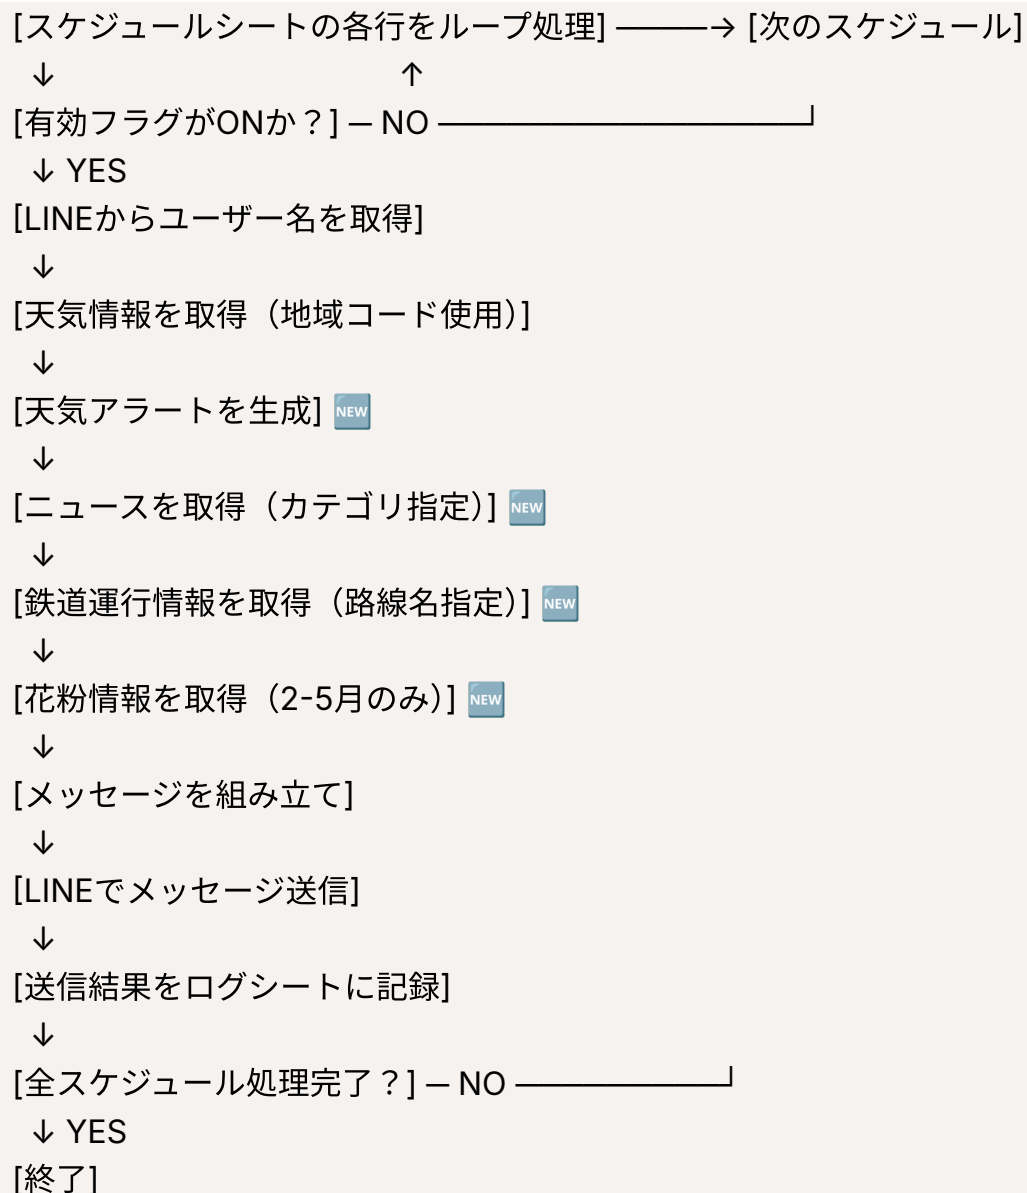 [スケジュールシートの各行をループ処理] ────→ [次のスケジュール]
↓ ↑
[有効フラグがONか？] ─ NO ────────────────┘
↓ YES
[LINEからユーザー名を取得]
↓
[天気情報を取得（地域コード使用）]
↓
[天気アラートを生成] 🆕
↓
[ニュースを取得（カテゴリ指定）] 🆕
↓
[鉄道運行情報を取得（路線名指定）] 🆕
↓
[花粉情報を取得（2-5月のみ）] 🆕
↓
[メッセージを組み立て]
↓
[LINEでメッセージ送信]
↓
[送信結果をログシートに記録]
↓
[全スケジュール処理完了？] ─ NO ─────────┘
↓ YES
[終了]